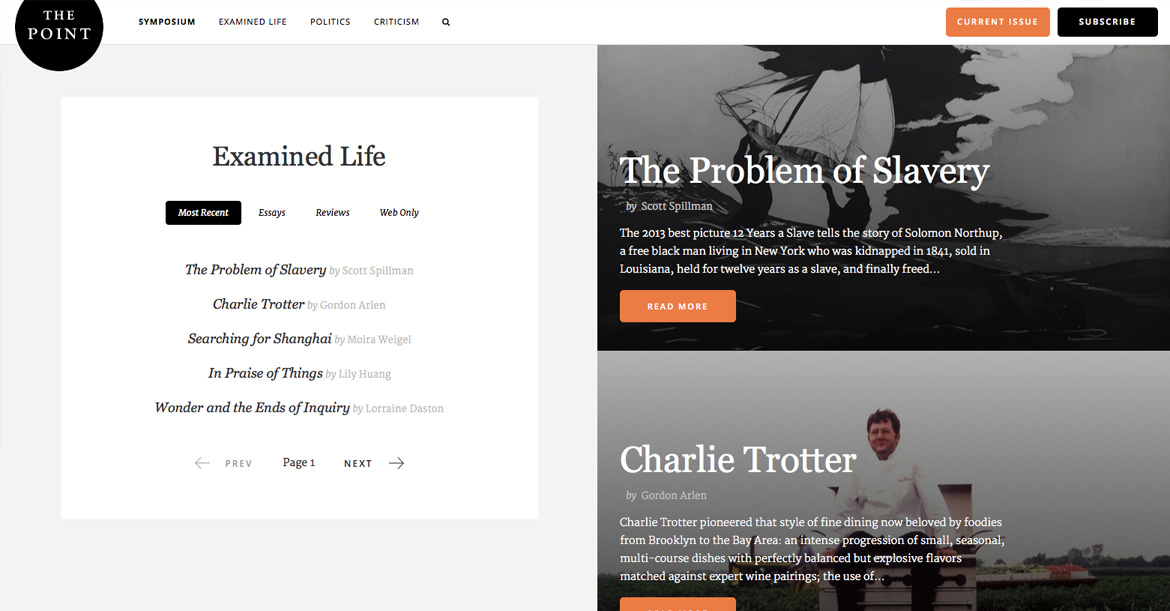 THE
POINT
SYMPOSIUM EXAMINED LIFE POLITICS CRITICISM
CURRENT ISSUE SUBSCRIBE
Examined Life
Most Recent Essays Reviews Web Only
The Problem of Slavery by Scott Spillman
Charlie Trotter by Gordon Arlen
Searching for Shanghai by Moira Weigel
In Praise of Things by Lily Huang
Wonder and the Ends of Inquiry by Lorraine Daston
PREV Page 1 NEXT
The Problem of Slavery
by Scott Spillman
The 2013 best picture 12 Years a Slave tells the story of Solomon Northup,
a free black man living in New York who was kidnapped in 1841, sold in
Louisiana, held for twelve years as a slave, and finally freed…
READ MORE
Charlie Trotter
by Gordon Arlen
Charlie Trotter pioneered that style of fine dining now beloved by foodies
from Brooklyn to the Bay Area: an intense progression of small, seasonal,
multi-course dishes with perfectly balanced but explosive flavors
matched against expert wine pairings; the use of…